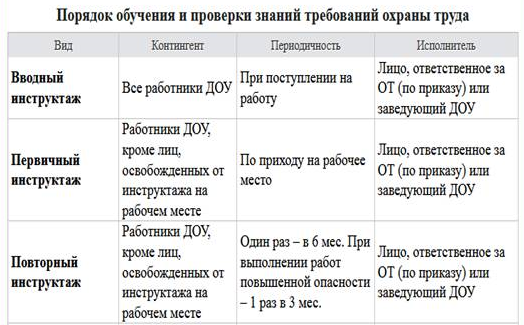 Порядок обучения и проверки знаний требований охраны труда
Вид Контингент Периодичность Исполнитель
Вводный
инструктаж
Все работники ДОУ
При поступлении на
работу
Лицо, ответственное за
ОТ (по приказу) или
заведующий ДОУ
Первичный
инструктаж
Работники ДОУ,
кроме лиц,
освобожденных от
инструктажа на
рабочем месте
По приходу на рабочее
место
Лицо, ответственное за
ОТ (по приказу) или
заведующий ДОУ
Повторный
инструктаж
Работники ДОУ,
кроме лиц,
освобожденных от
инструктажа на
рабочем месте
Один раз – в 6 мес. При
выполнении работ
повышенной опасности
– 1 раз в 3 мес.
Лицо, ответственное за
ОТ (по приказу) или
заведующий ДОУ